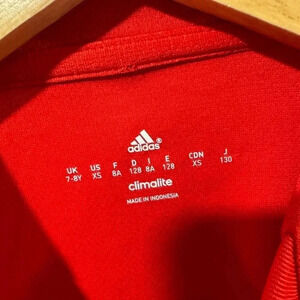 adidas®
UK US F D I E CDN J
7-8Y XS 8A 128 8A 128 XS 130
climalite
MADE IN INDONESIA